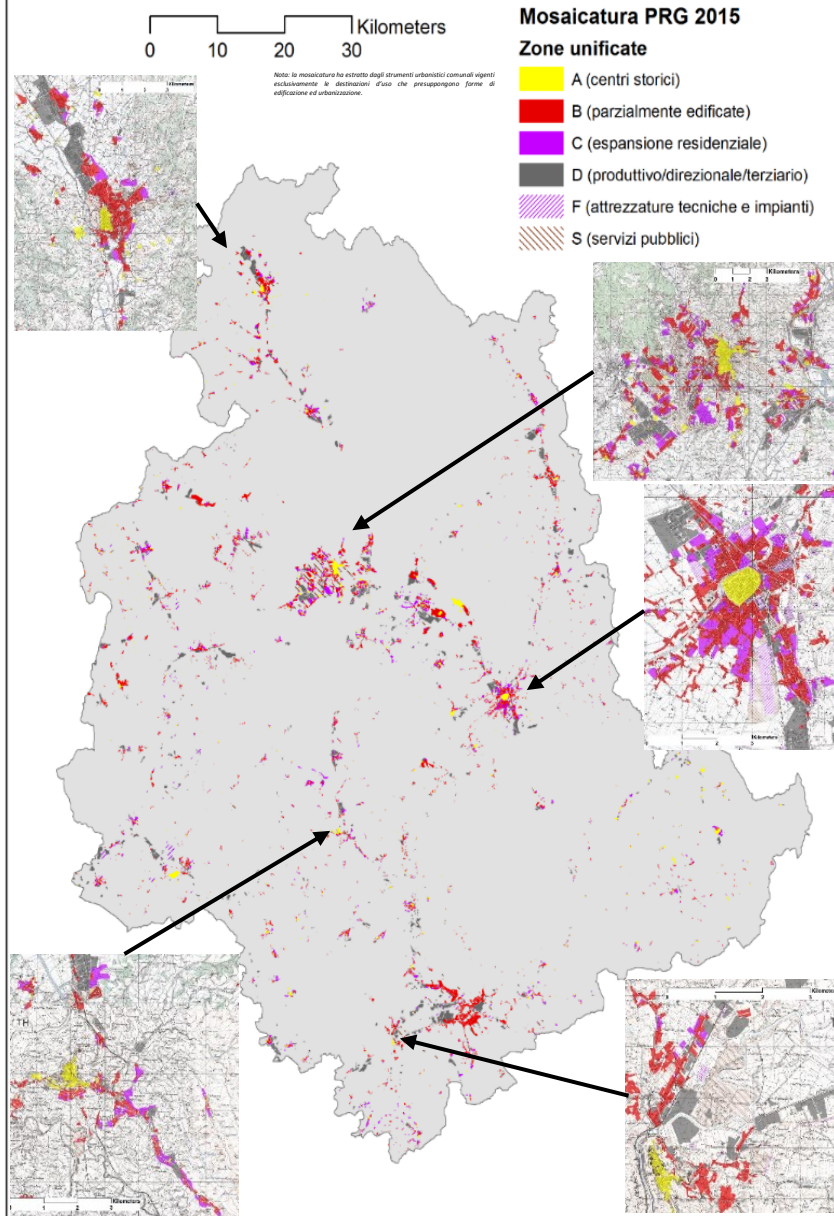 Kilometers
0 10 20 30
Nota: la mosaicatura ha estratto dagli strumenti urbanistici comunali vigenti
esclusivamente le destinazioni d'uso che presuppongono forme di
edificazione ed urbanizzazione.
Mosaicatura PRG 2015
Zone unificate
A (centri storici)
B (parzialmente edificate)
C (espansione residenziale)
D (produttivo/direzionale/terziario)
F (attrezzature tecniche e impianti)
S (servizi pubblici)
Kilometers
Kilometers
Kilometers
Kilometers
Kilometers